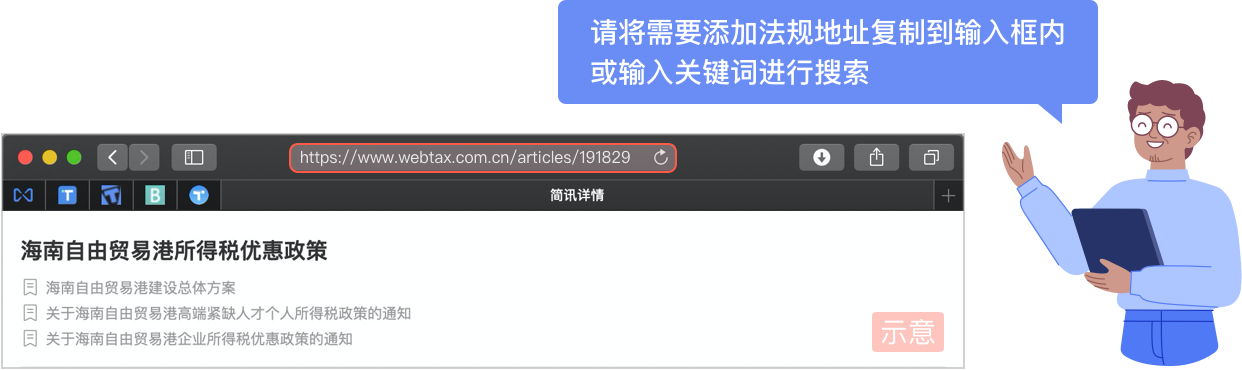 请将需要添加法规地址复制到输入框内
或输入关键词进行搜索
https://www.webtax.com.cn/articles/191829
T
T
B
T
简讯详情
海南自由贸易港所得税优惠政策
海南自由贸易港建设总体方案
关于海南自由贸易港高端紧缺人才个人所得税政策的通知
关于海南自由贸易港企业所得税优惠政策的通知
示意